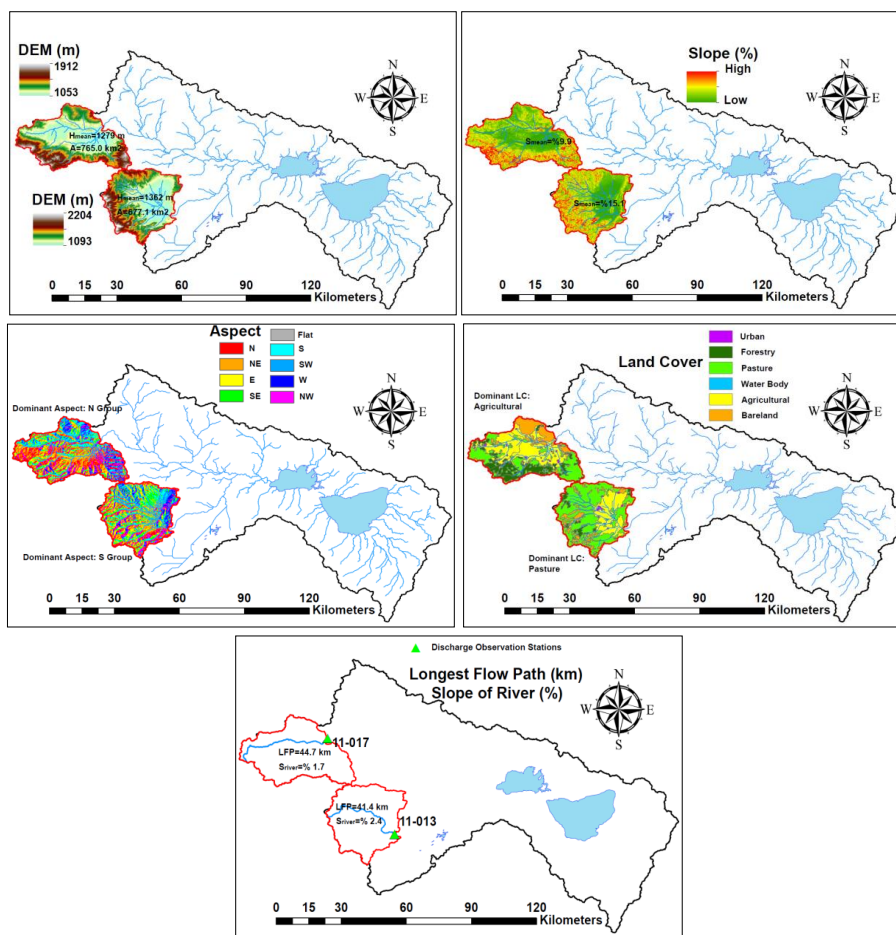 DEM (m)
1912
1053
Hmean=1279 m
A=765.0 km2
DEM (m)
2204
1093
Hmean=1362 m
A=677.1 km2
N
W E
S
0 15 30 60 90 120
Kilometers
Slope (%)
High
Low
Smean=%9.9
Smean=%15.1
N
W E
S
0 15 30 60 90 120
Kilometers
Aspect
N
NE
E
SE
Flat
S
SW
W
NW
Dominant Aspect: N Group
Dominant Aspect: S Group
N
W E
S
0 15 30 60 90 120
Kilometers
Land Cover
Urban
Forestry
Pasture
Water Body
Agricultural
Bareland
Dominant LC:
Agricultural
Dominant LC:
Pasture
N
W E
S
0 15 30 60 90 120
Kilometers
Discharge Observation Stations
Longest Flow Path (km)
Slope of River (%)
N
W E
S
11-017
LFP=44.7 km
Sriver=% 1.7
LFP=41.4 km
11-013
Sriver=% 2.4
0 15 30 60 90 120
Kilometers